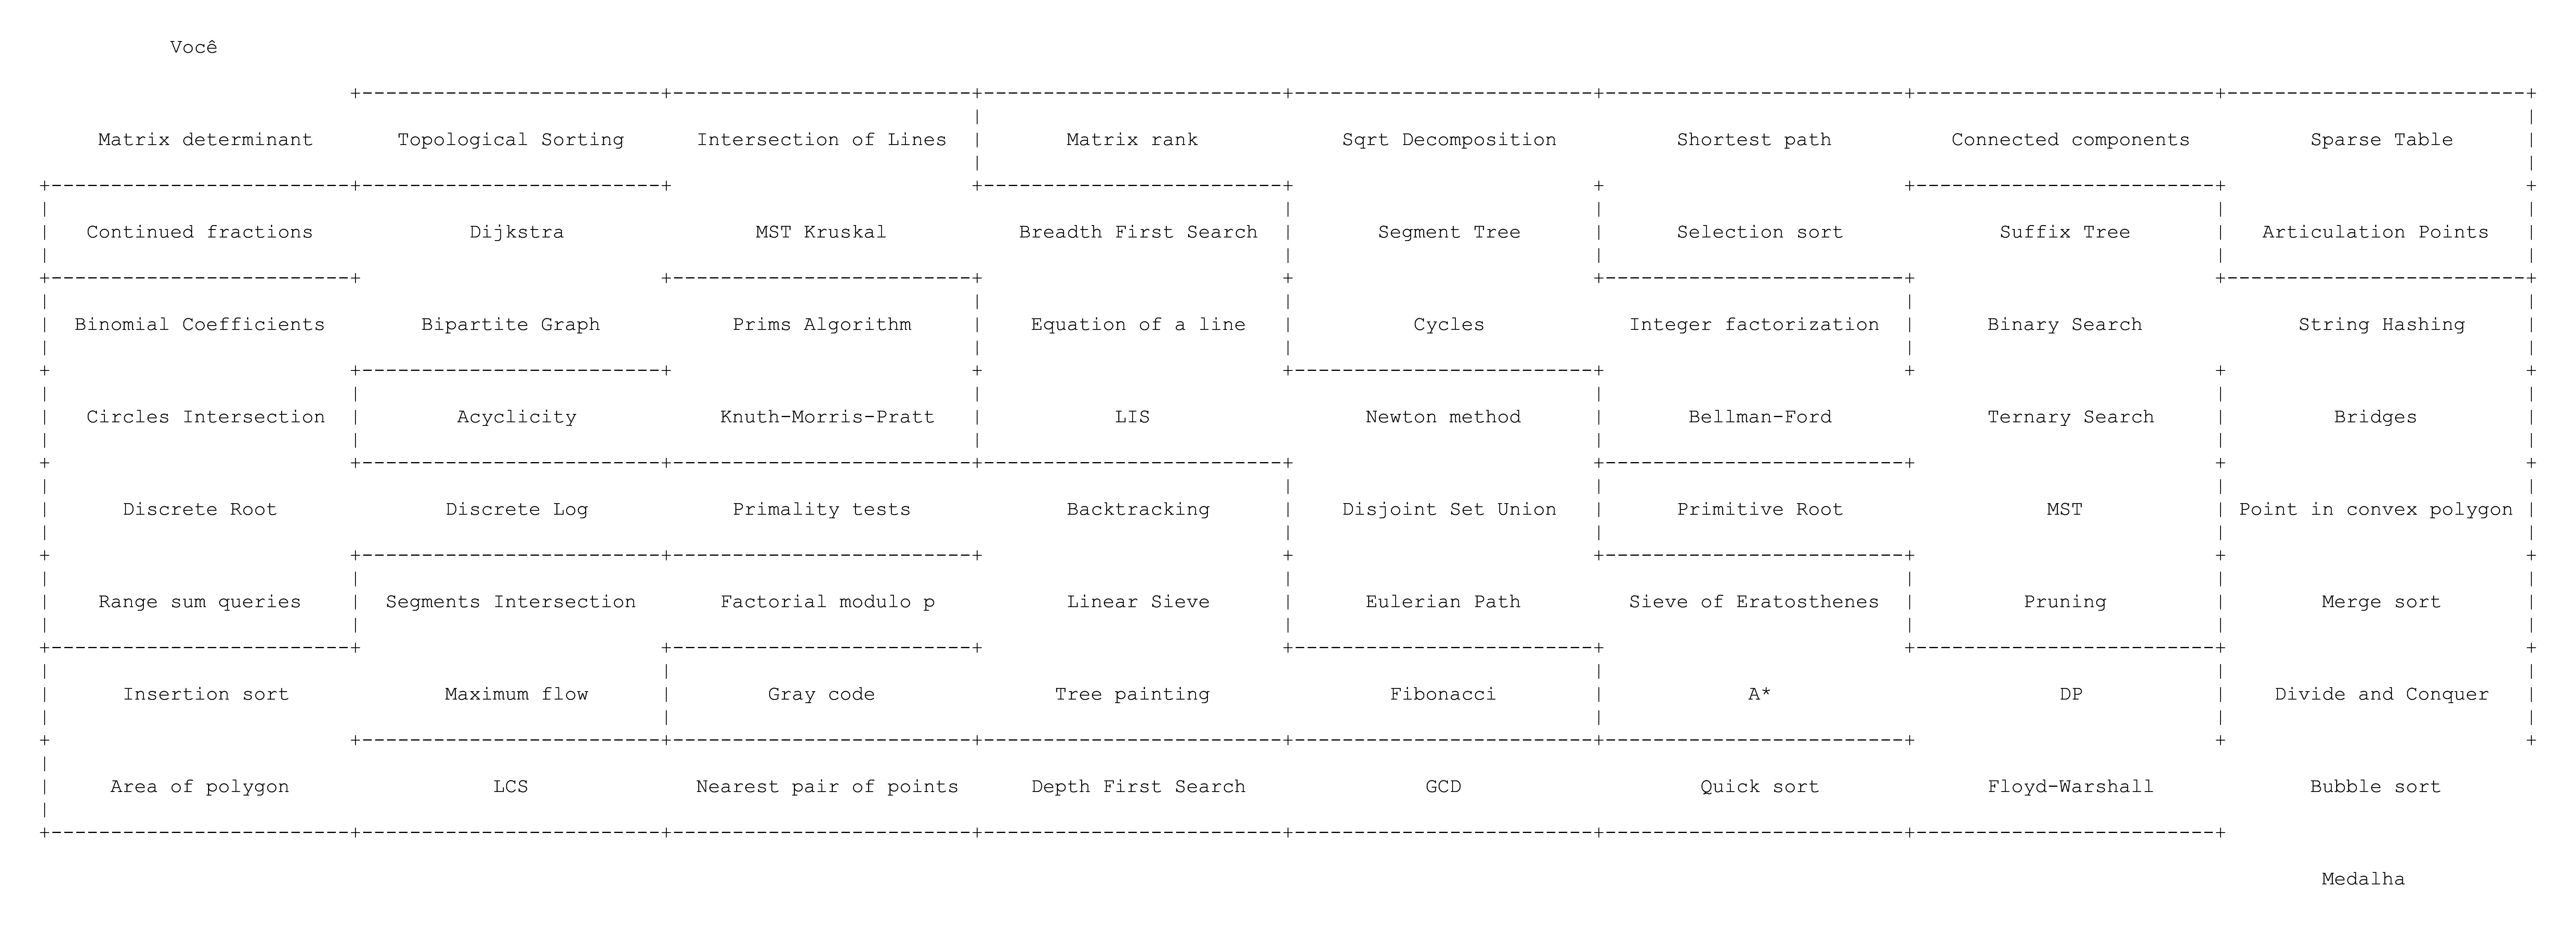 Você
Matrix determinant Topological Sorting Intersection of Lines Matrix rank Sqrt Decomposition Shortest path Connected components Sparse Table
Continued fractions Dijkstra MST Kruskal Breadth First Search Segment Tree Selection sort Suffix Tree Articulation Points
Binomial Coefficients Bipartite Graph Prims Algorithm Equation of a line Cycles Integer factorization Binary Search String Hashing
Circles Intersection Acyclicity Knuth-Morris-Pratt LIS Newton method Bellman-Ford Ternary Search Bridges
Discrete Root Discrete Log Primality tests Backtracking Disjoint Set Union Primitive Root MST Point in convex polygon
Range sum queries Segments Intersection Factorial modulo p Linear Sieve Eulerian Path Sieve of Eratosthenes Pruning Merge sort
Insertion sort Maximum flow Gray code Tree painting Fibonacci A* DP Divide and Conquer
Area of polygon LCS Nearest pair of points Depth First Search GCD Quick sort Floyd-Warshall Bubble sort
Medalha